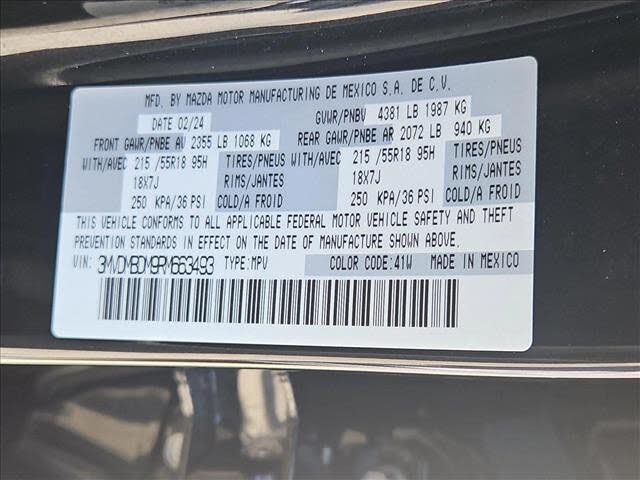 MFD. BY MAZDA MOTOR MANUFACTURING DE MEXICO S.A. DE C.V.
DATE 02/24 GVWR/PNBV 4381 LB 1987 KG
FRONT GAWR/PNBE AV 2355 LB 1068 KG REAR GAWR/PNBE AR 2072 LB 940 KG
WITH/AVEC 215 /55R18 95H TIRES/PNEUS WITH/AVEC 215 /55R18 95H TIRES/PNEUS
18X7J RIMS/JANTES 18X7J RIMS/JANTES
250 KPA/36 PSI COLD/A FROID 250 KPA/36 PSI COLD/A FROID
THIS VEHICLE CONFORMS TO ALL APPLICABLE FEDERAL MOTOR VEHICLE SAFETY AND THEFT
PREVENTION STANDARDS IN EFFECT ON THE DATE OF MANUFACTURE SHOWN ABOVE.
VIN: 3MVDMBDM9RM663493 TYPE:MPV COLOR CODE:41W MADE IN MEXICO